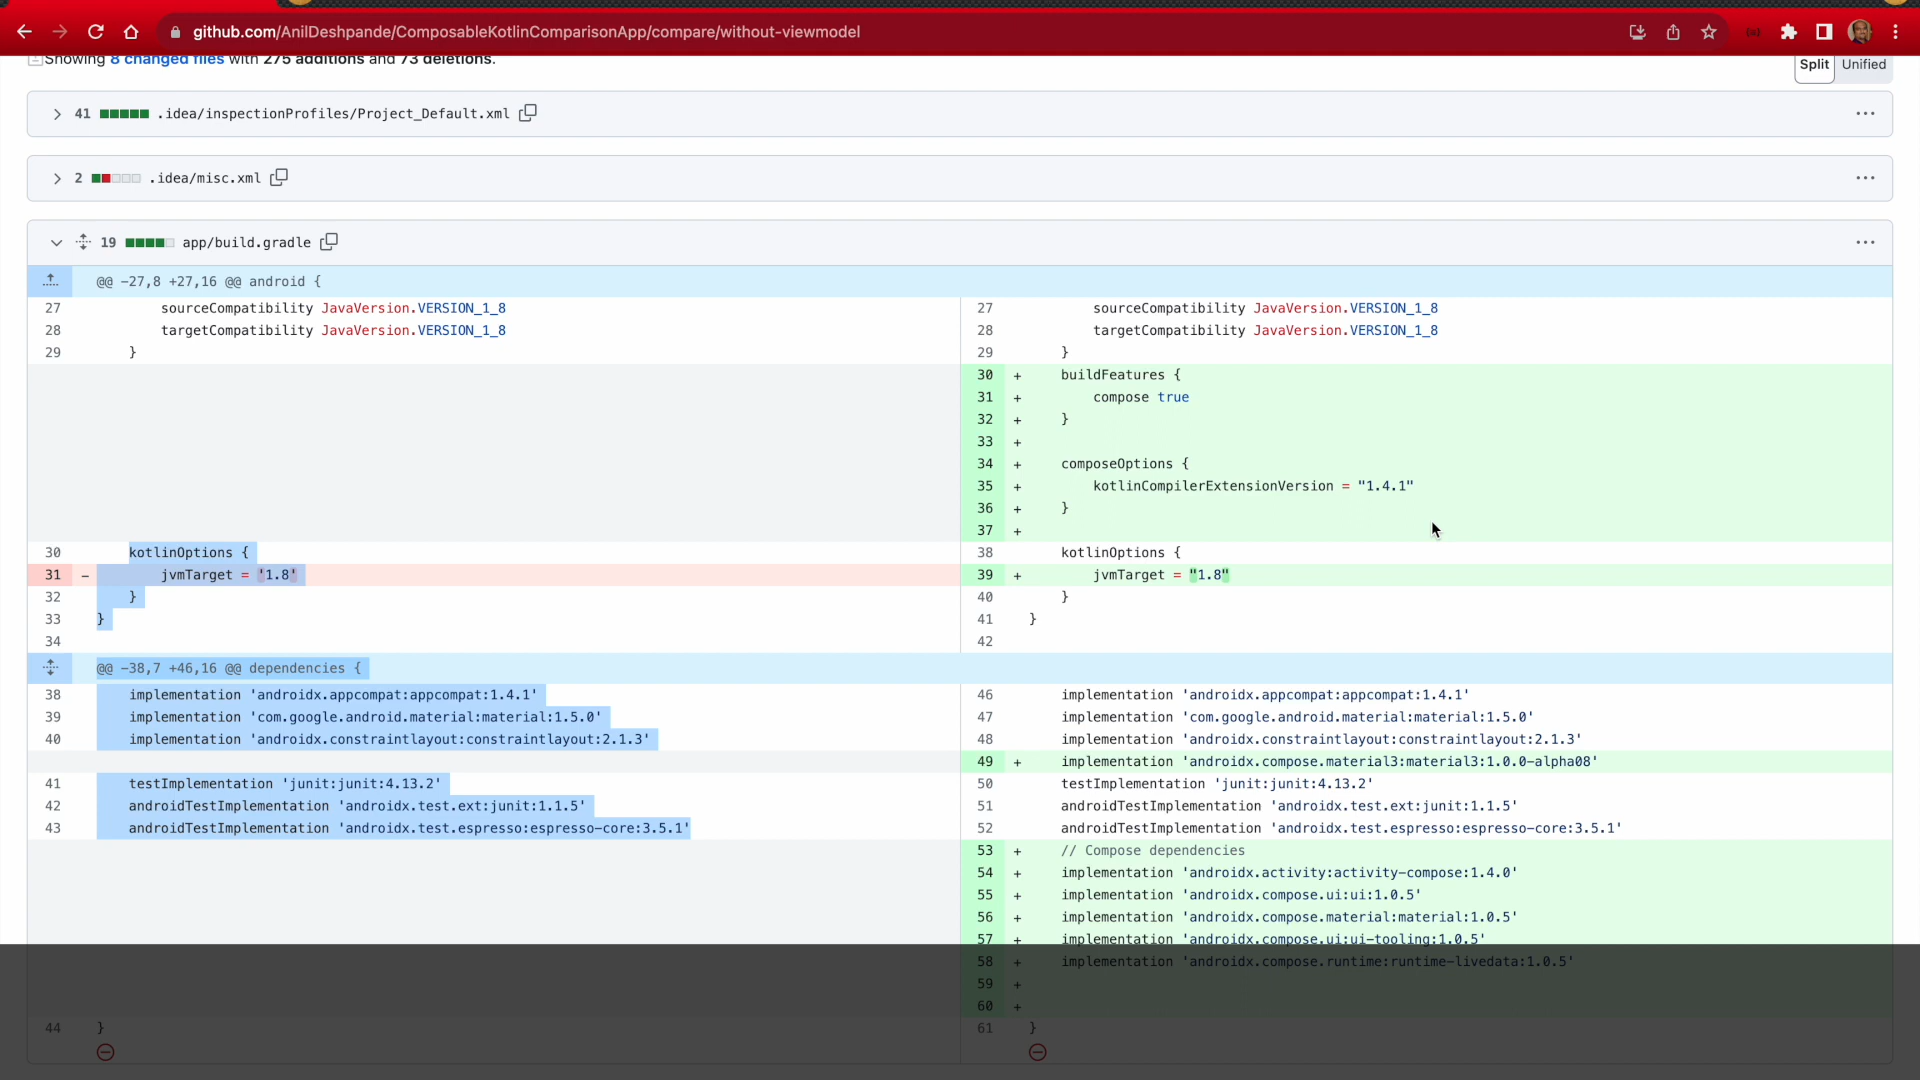 github.com/AnilDeshpande/ComposableKotlinComparisonApp/compare/without-viewmodel
Showing 8 changed files with 275 additions and 73 deletions.
Split Unified
41 .idea/inspectionProfiles/Project_Default.xml
2 .idea/misc.xml
19 app/build.gradle
@@ -27,8 +27,16 @@ android {
27 sourceCompatibility JavaVersion.VERSION_1_8 27 sourceCompatibility JavaVersion.VERSION_1_8
28 targetCompatibility JavaVersion.VERSION_1_8 28 targetCompatibility JavaVersion.VERSION_1_8
29 } 29 }
30 + buildFeatures {
31 + compose true
32 + }
33 +
34 + composeOptions {
35 + kotlinCompilerExtensionVersion = "1.4.1"
36 + }
37 +
30 kotlinOptions { 38 kotlinOptions {
31 - jvmTarget = '1.8' 39 + jvmTarget = "1.8"
32 } 40 }
33 } 41 }
34 42
@@ -38,7 +46,16 @@ dependencies {
38 implementation 'androidx.appcompat:appcompat:1.4.1' 46 implementation 'androidx.appcompat:appcompat:1.4.1'
39 implementation 'com.google.android.material:material:1.5.0' 47 implementation 'com.google.android.material:material:1.5.0'
40 implementation 'androidx.constraintlayout:constraintlayout:2.1.3' 48 implementation 'androidx.constraintlayout:constraintlayout:2.1.3'
49 + implementation 'androidx.compose.material3:material3:1.0.0-alpha08'
41 testImplementation 'junit:junit:4.13.2' 50 testImplementation 'junit:junit:4.13.2'
42 androidTestImplementation 'androidx.test.ext:junit:1.1.5' 51 androidTestImplementation 'androidx.test.ext:junit:1.1.5'
43 androidTestImplementation 'androidx.test.espresso:espresso-core:3.5.1' 52 androidTestImplementation 'androidx.test.espresso:espresso-core:3.5.1'
53 + // Compose dependencies
54 + implementation 'androidx.activity:activity-compose:1.4.0'
55 + implementation 'androidx.compose.ui:ui:1.0.5'
56 + implementation 'androidx.compose.material:material:1.0.5'
57 + implementation 'androidx.compose.ui:ui-tooling:1.0.5'
58 + implementation 'androidx.compose.runtime:runtime-livedata:1.0.5'
59 +
60 +
44 } 61 }